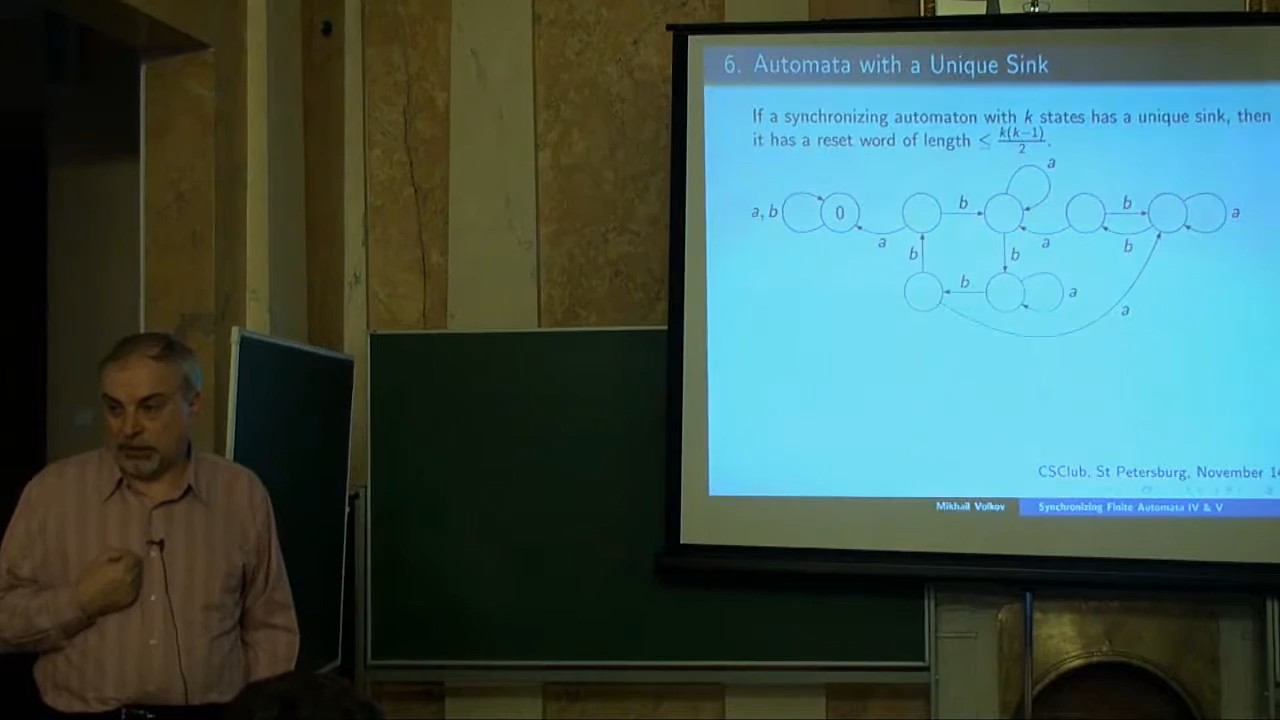 6. Automata with a Unique Sink
If a synchronizing automaton with k states has a unique sink, then
it has a reset word of length ≤ k(k−1)/2.
a
a, b
0
b
b
a
a
a
b
b
b
b
a
a
CSClub, St Petersburg, November 14
Mikhail Volkov
Synchronizing Finite Automata IV & V